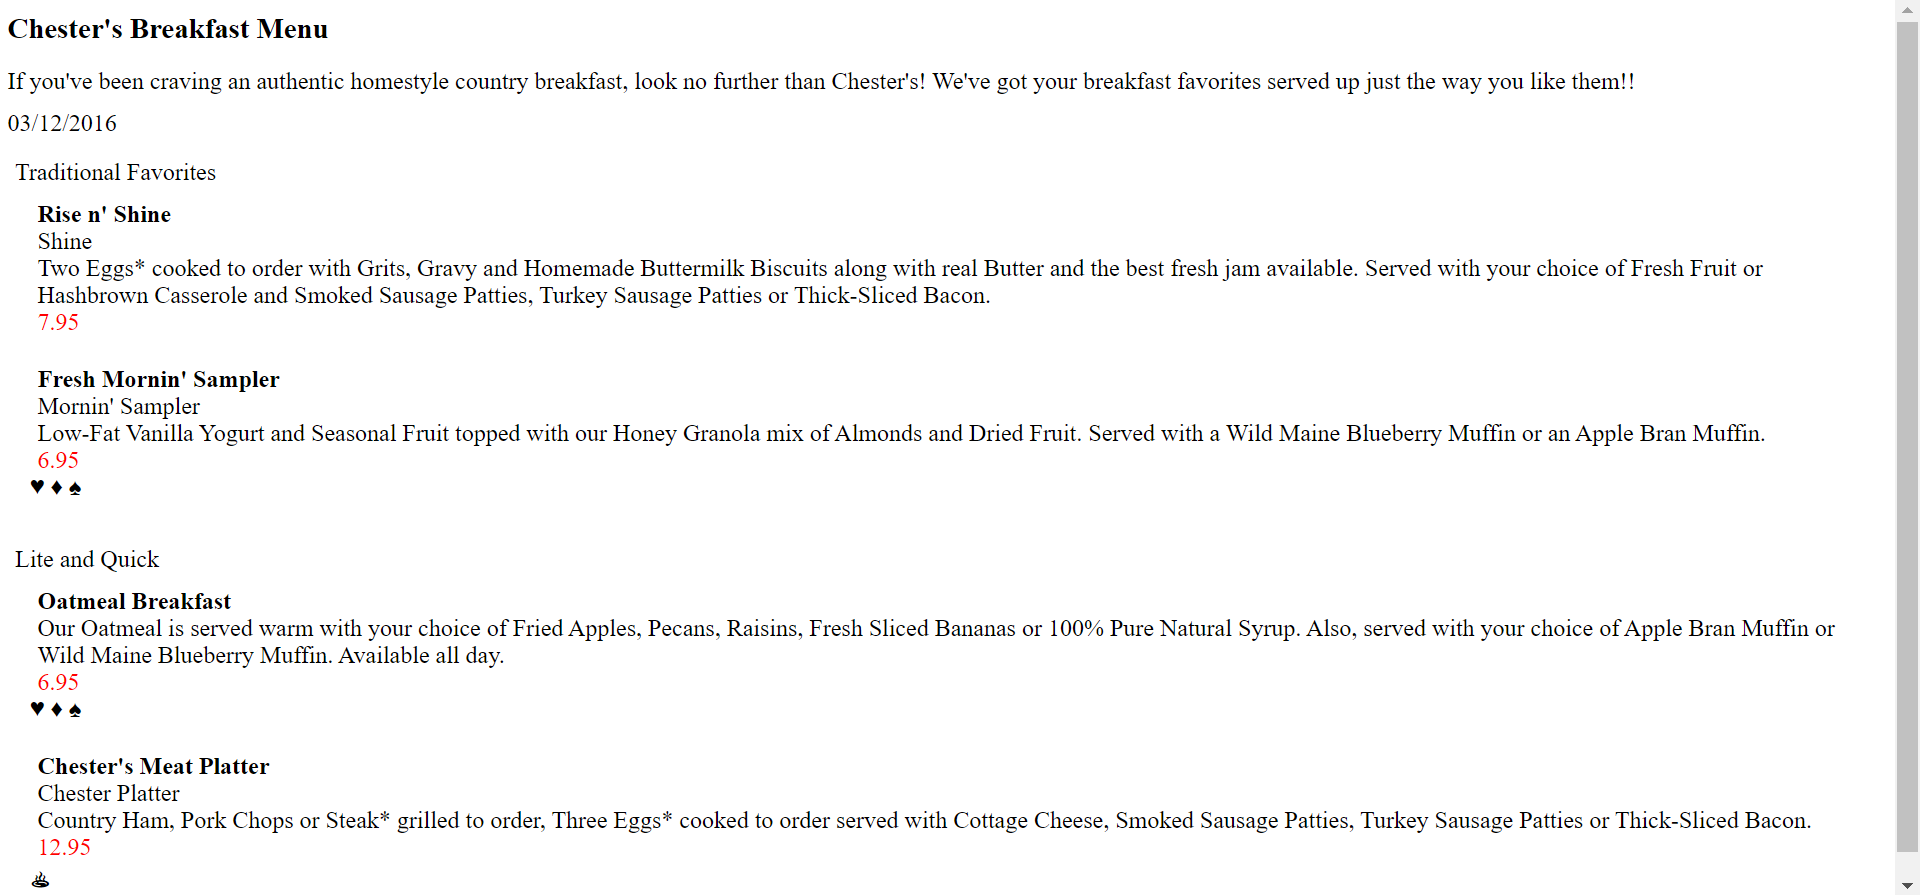 Chester's Breakfast Menu
If you've been craving an authentic homestyle country breakfast, look no further than Chester's! We've got your breakfast favorites served up just the way you like them!!
03/12/2016
Traditional Favorites
Rise n' Shine
Shine
Two Eggs* cooked to order with Grits, Gravy and Homemade Buttermilk Biscuits along with real Butter and the best fresh jam available. Served with your choice of Fresh Fruit or
Hashbrown Casserole and Smoked Sausage Patties, Turkey Sausage Patties or Thick-Sliced Bacon.
7.95
Fresh Mornin' Sampler
Mornin' Sampler
Low-Fat Vanilla Yogurt and Seasonal Fruit topped with our Honey Granola mix of Almonds and Dried Fruit. Served with a Wild Maine Blueberry Muffin or an Apple Bran Muffin.
6.95
♥ ♦ ♠
Lite and Quick
Oatmeal Breakfast
Our Oatmeal is served warm with your choice of Fried Apples, Pecans, Raisins, Fresh Sliced Bananas or 100% Pure Natural Syrup. Also, served with your choice of Apple Bran Muffin or
Wild Maine Blueberry Muffin. Available all day.
6.95
♥ ♦ ♠
Chester's Meat Platter
Chester Platter
Country Ham, Pork Chops or Steak* grilled to order, Three Eggs* cooked to order served with Cottage Cheese, Smoked Sausage Patties, Turkey Sausage Patties or Thick-Sliced Bacon.
12.95
♨